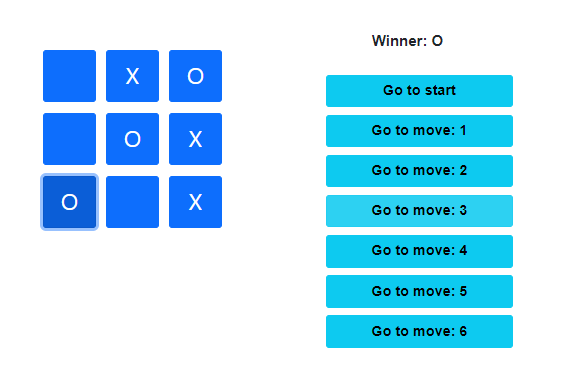 Winner: O
X O
O X
O X
Go to start
Go to move: 1
Go to move: 2
Go to move: 3
Go to move: 4
Go to move: 5
Go to move: 6